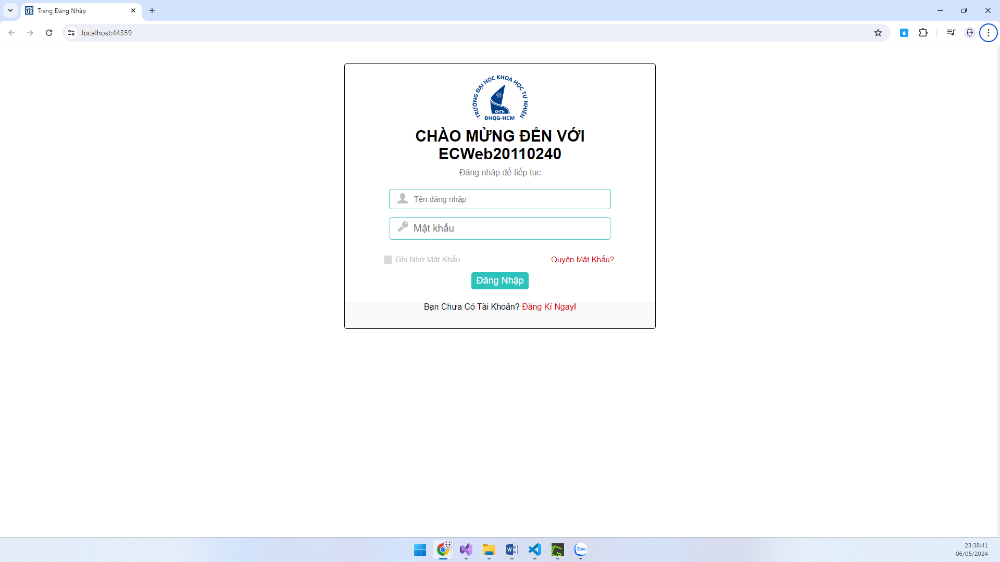 HCM
US
Trang Đăng Nhập
localhost:44359
TRƯỜNG ĐẠI HỌC KHOA HỌC TỰ NHIÊN
KHTN
ĐHQG-HCM
CHÀO MỪNG ĐẾN VỚI
ECWeb20110240
Đăng nhập để tiếp tục
Tên đăng nhập
Mật khẩu
Ghi Nhớ Mật Khẩu Quyên Mật Khẩu?
Đăng Nhập
Bạn Chưa Có Tài Khoản? Đăng Kí Ngay!
W
Zalo
23:38:41
06/05/2024